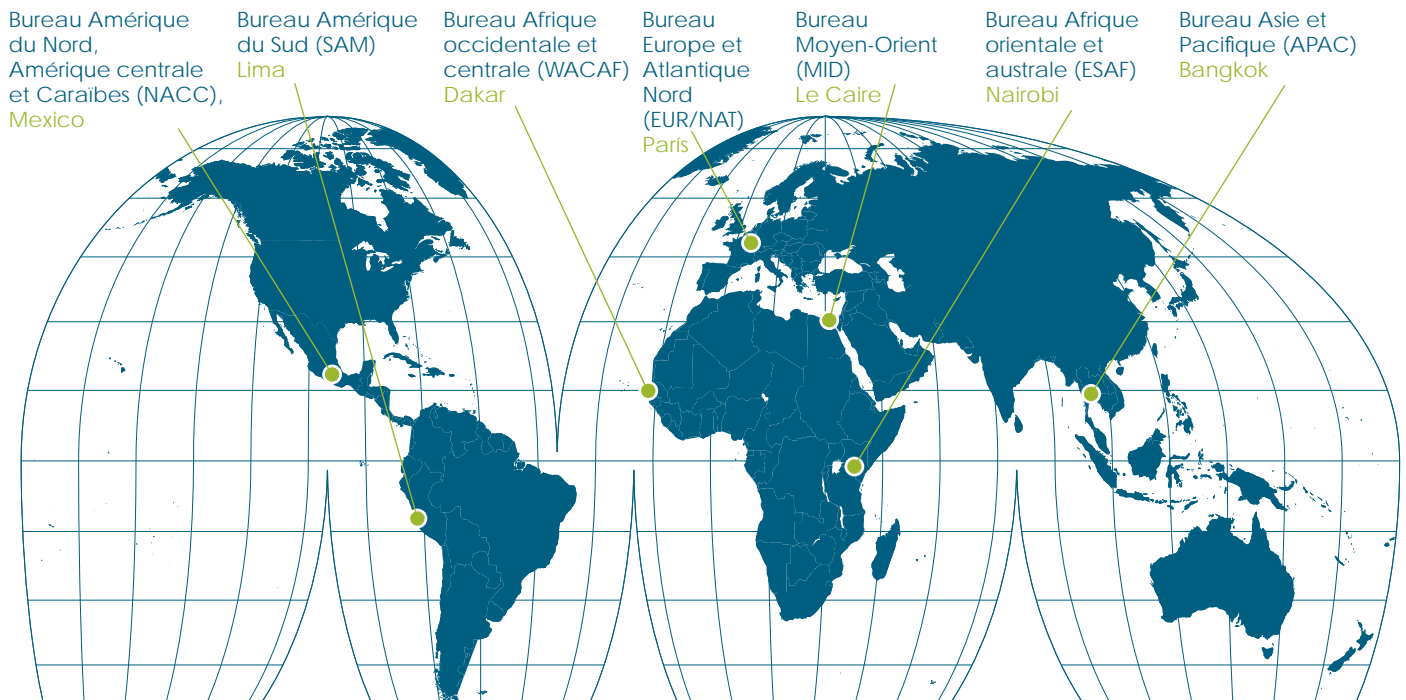 Bureau Amérique
du Nord,
Amérique centrale
et Caraïbes (NACC),
Mexico
Bureau Amérique
du Sud (SAM)
Lima
Bureau Afrique
occidentale et
centrale (WACAF)
Dakar
Bureau
Europe et
Atlantique
Nord
(EUR/NAT)
París
Bureau
Moyen-Orient
(MID)
Le Caire
Bureau Afrique
orientale et
australe (ESAF)
Nairobi
Bureau Asie et
Pacifique (APAC)
Bangkok